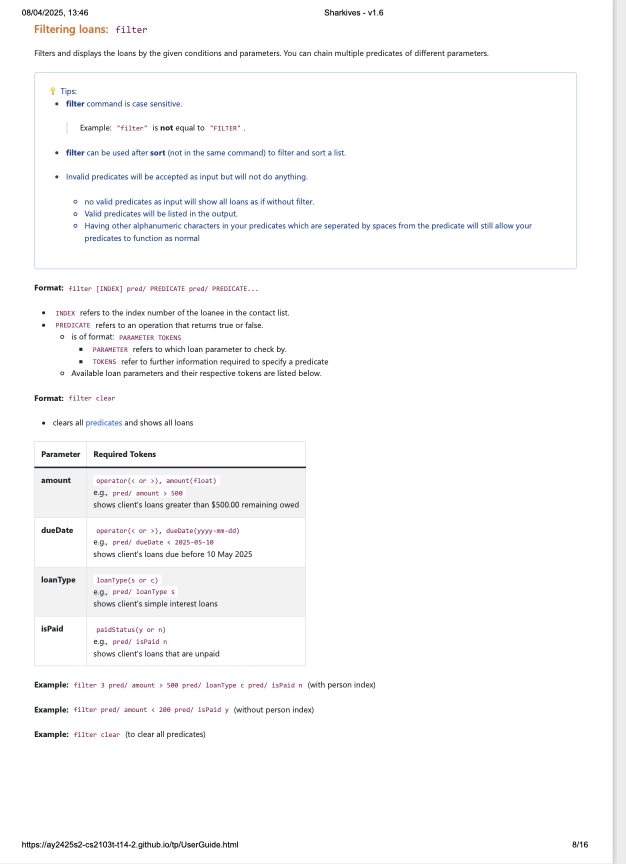 08/04/2025, 13:46
Sharkives - v1.6
Filtering loans: filter
Filters and displays the loans by the given conditions and parameters. You can chain multiple predicates of different parameters.
💡 Tips:
• filter command is case sensitive.
Example: "filter" is not equal to "FILTER" .
• filter can be used after sort (not in the same command) to filter and sort a list.
• Invalid predicates will be accepted as input but will not do anything.
no valid predicates as input will show all loans as if without filter.
Valid predicates will be listed in the output.
Having other alphanumeric characters in your predicates which are seperated by spaces from the predicate will still allow your
predicates to function as normal
Format: filter [INDEX] pred/ PREDICATE pred/ PREDICATE...
• INDEX refers to the index number of the loanee in the contact list.
• PREDICATE refers to an operation that returns true or false.
is of format: PARAMETER TOKENS
PARAMETER refers to which loan parameter to check by.
TOKENS refer to further information required to specify a predicate
Available loan parameters and their respective tokens are listed below.
Format: filter clear
• clears all predicates and shows all loans
Parameter Required Tokens
amount operator(< or >), amount(float)
e.g., pred/ amount > 500
shows client's loans greater than $500.00 remaining owed
dueDate operator(< or >), dueDate(yyyy-mm-dd)
e.g., pred/ dueDate < 2025-05-10
shows client's loans due before 10 May 2025
loanType loanType(s or c)
e.g., pred/ loanType s
shows client's simple interest loans
isPaid paidStatus(y or n)
e.g., pred/ isPaid n
shows client's loans that are unpaid
Example: filter 3 pred/ amount > 500 pred/ loanType c pred/ isPaid n (with person index)
Example: filter pred/ amount < 200 pred/ isPaid y (without person index)
Example: filter clear (to clear all predicates)
https://ay2425s2-cs2103t-t14-2.github.io/tp/UserGuide.html
8/16